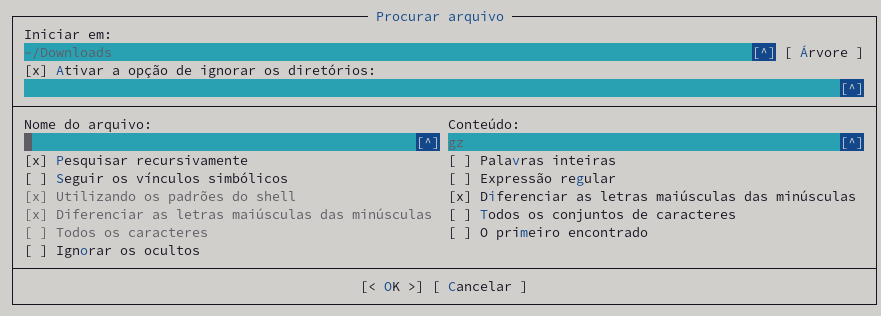 Procurar arquivo
Iniciar em:
~/Downloads [^] [ Árvore ]
[x] Ativar a opção de ignorar os diretórios:
[^]
Nome do arquivo: Conteúdo:
[^] gz [^]
[x] Pesquisar recursivamente [ ] Palavras inteiras
[ ] Seguir os vínculos simbólicos [ ] Expressão regular
[x] Utilizando os padrões do shell [x] Diferenciar as letras maiúsculas das minúsculas
[x] Diferenciar as letras maiúsculas das minúsculas [ ] Todos os conjuntos de caracteres
[ ] Todos os caracteres [ ] O primeiro encontrado
[ ] Ignorar os ocultos
[< OK >] [ Cancelar ]